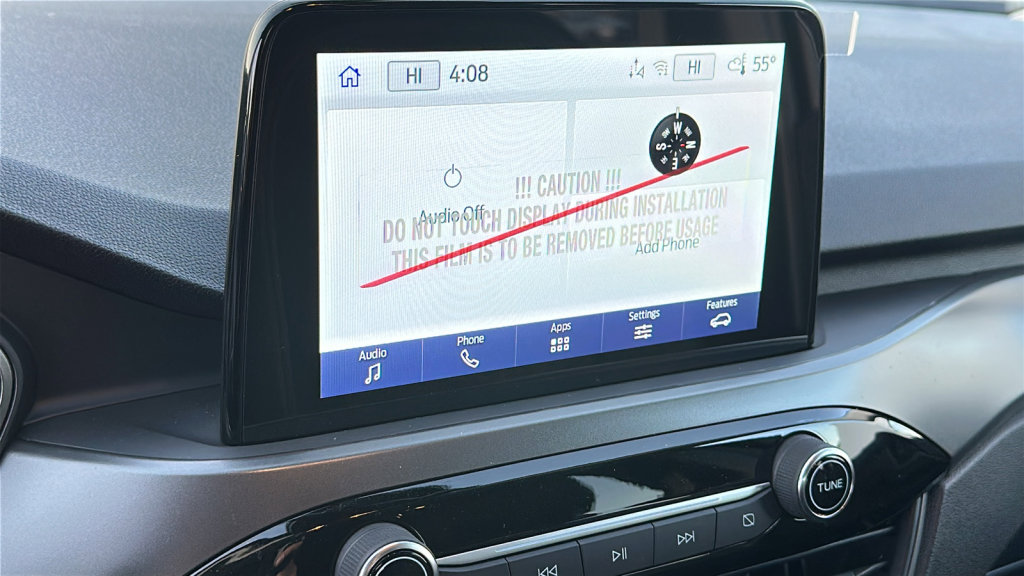 HI 4:08 HI 55°
W
S N
E
!!! CAUTION !!!
Audio Off
DO NOT TOUCH DISPLAY DURING INSTALLATION
THIS FILM IS TO BE REMOVED BEFORE USAGE
Add Phone
Audio Phone Apps Settings Features
TUNE